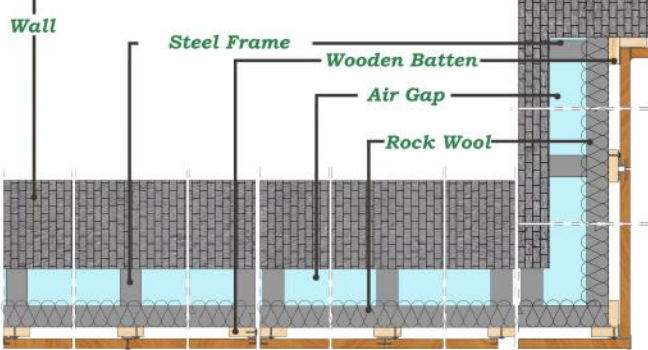 Wall
Steel Frame
Wooden Batten
Air Gap
Rock Wool